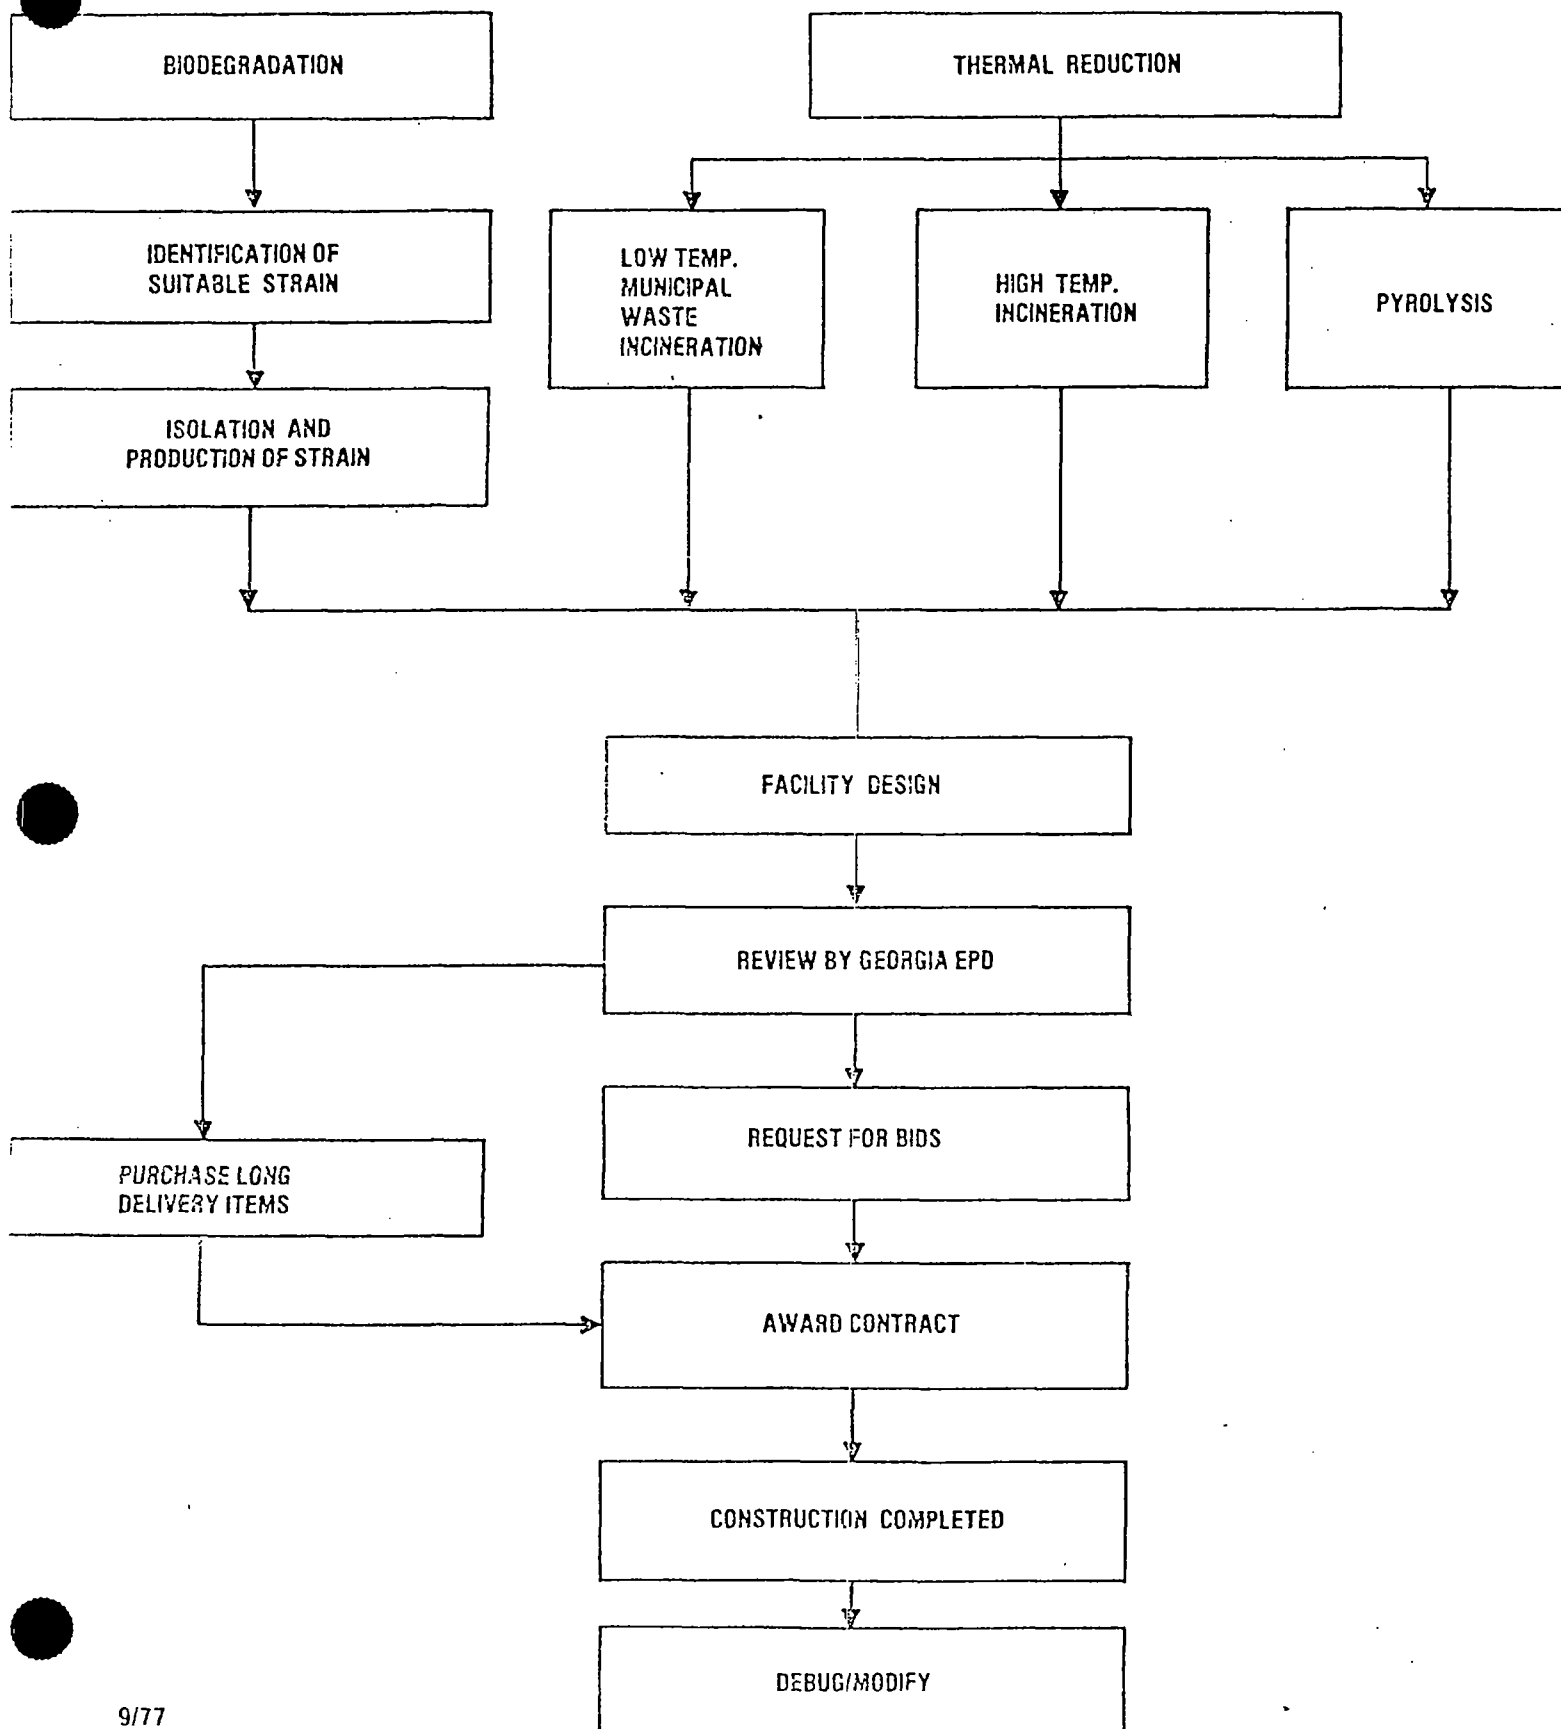 BIODEGRADATION
THERMAL REDUCTION
IDENTIFICATION OF
SUITABLE STRAIN
LOW TEMP.
MUNICIPAL
WASTE
INCINERATION
HIGH TEMP.
INCINERATION
PYROLYSIS
ISOLATION AND
PRODUCTION OF STRAIN
FACILITY DESIGN
REVIEW BY GEORGIA EPD
REQUEST FOR BIDS
PURCHASE LONG
DELIVERY ITEMS
AWARD CONTRACT
CONSTRUCTION COMPLETED
DEBUG/MODIFY
9/77